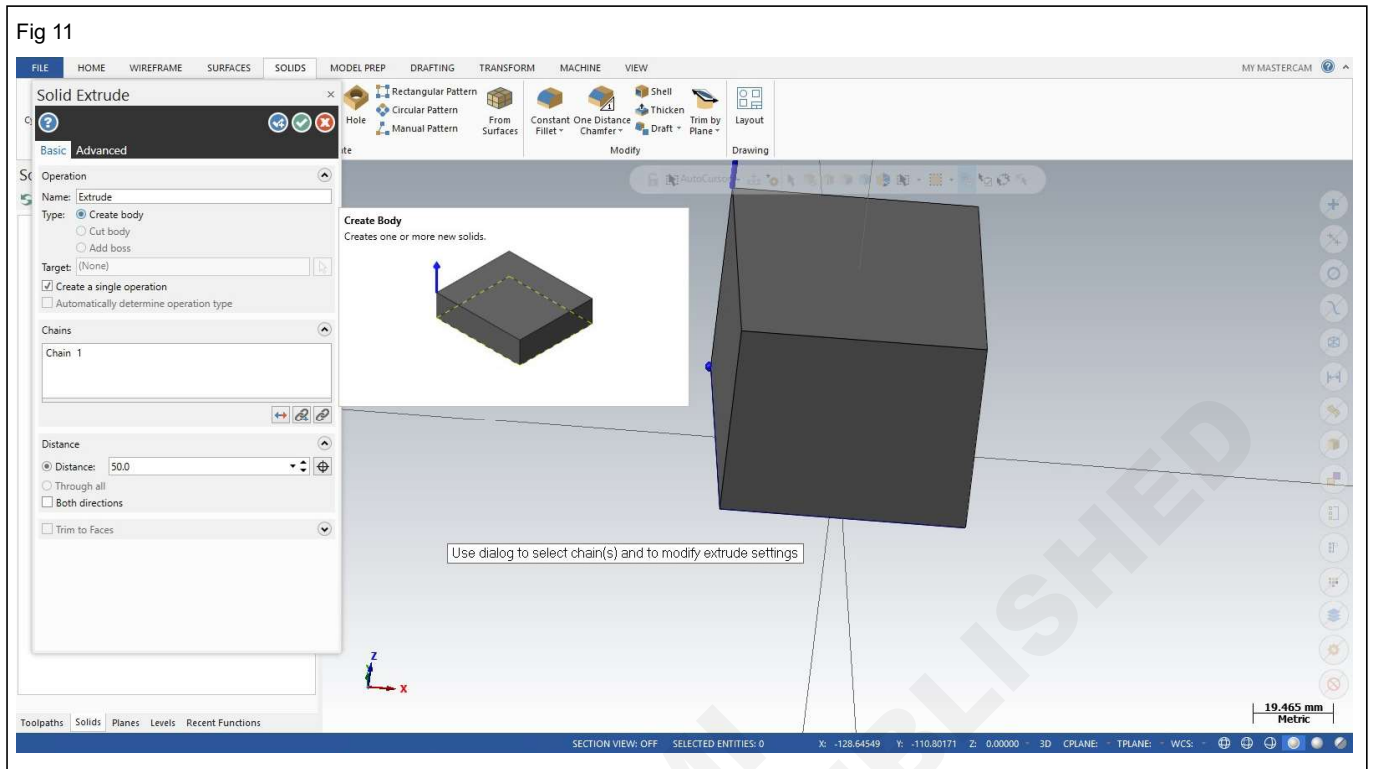 Fig 11
FILE HOME WIREFRAME SURFACES SOLIDS MODEL PREP DRAFTING TRANSFORM MACHINE VIEW MY MASTERCAM
Solid Extrude
Basic Advanced
Operation
Name: Extrude
Type: Create body
Cut body
Add boss
Target: (None)
Create a single operation
Automatically determine operation type
Chains
Chain 1
Distance
Distance: 50.0
Through all
Both directions
Trim to Faces
Hole
Rectangular Pattern
Circular Pattern
Manual Pattern
From Surfaces
Constant Fillet
One Distance Chamfer
Shell
Thicken
Draft
Trim by Plane
Modify
Layout
Drawing
AutoCursor
Create Body
Creates one or more new solids.
Use dialog to select chain(s) and to modify extrude settings
Z
X
19.465 mm
Metric
Toolpaths Solids Planes Levels Recent Functions
SECTION VIEW: OFF SELECTED ENTITIES: 0 X: -128.64549 Y: -110.80171 Z: 0.00000 3D CPLANE: TPLANE: WCS: